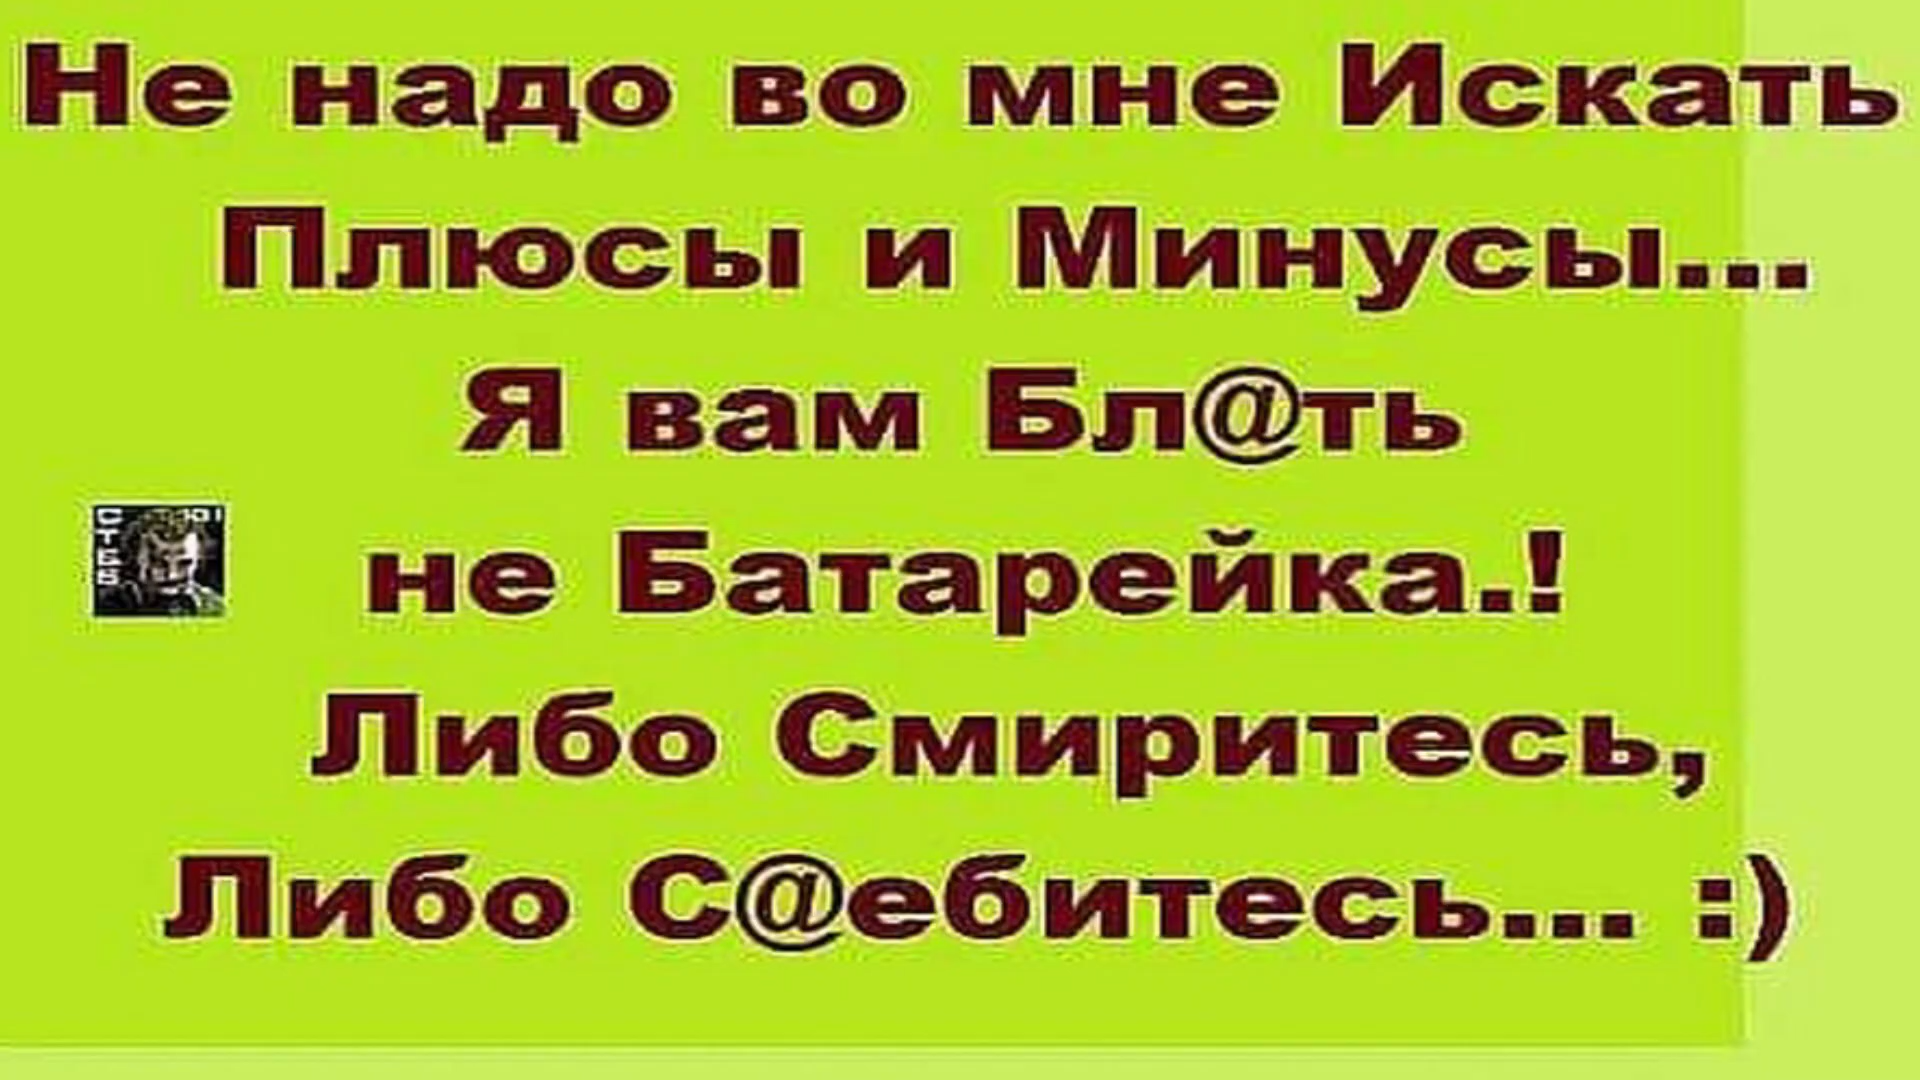 Не надо во мне Искать
Плюсы и Минусы...
Я вам Бл@ть
не Батарейка.!
Либо Смиритесь,
Либо С@ебитесь... :)